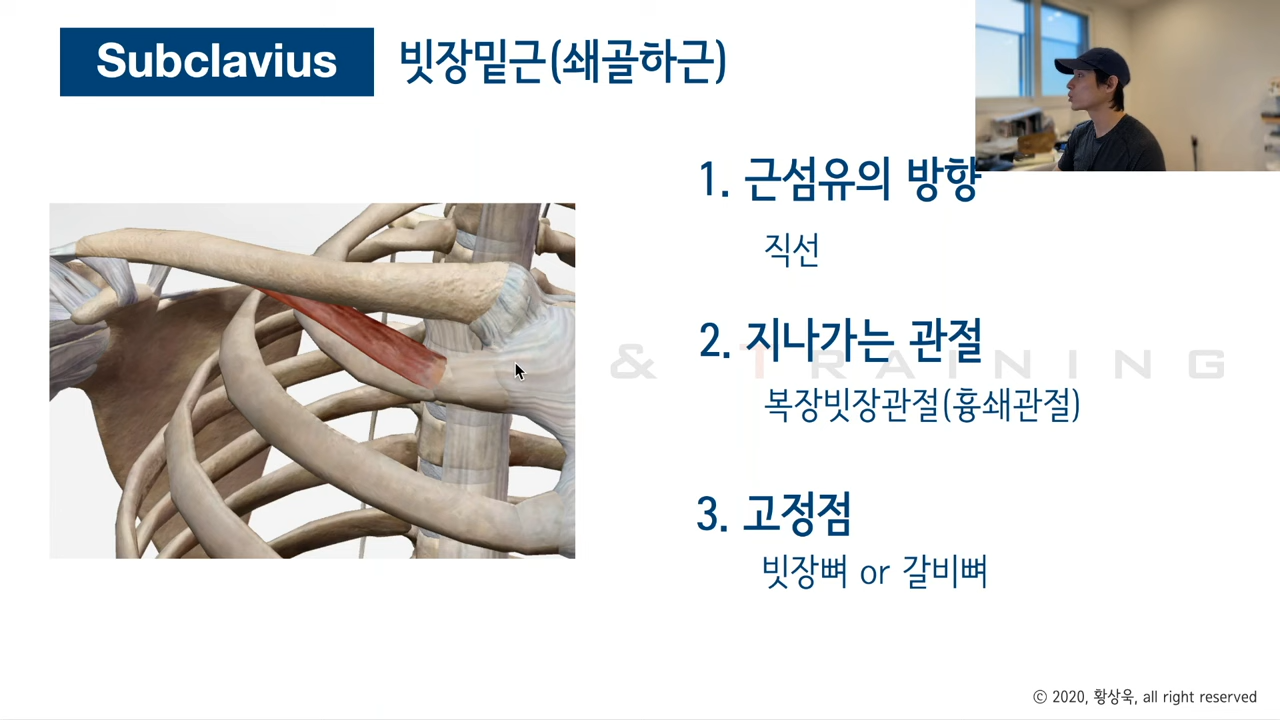 Subclavius 빗장밑근(쇄골하근)
1. 근섬유의 방향
직선
2. 지나가는 관절
& TRAINING
복장빗장관절(흉쇄관절)
3. 고정점
빗장뼈 or 갈비뼈
© 2020, 황상욱, all right reserved